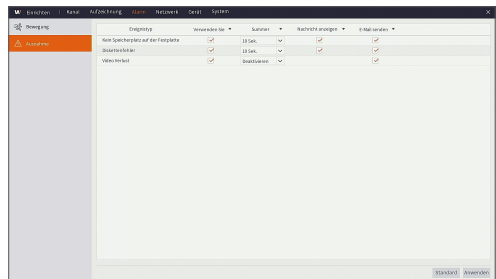 W Einrichten | Kanal Aufzeichnung Alarm Netzwerk Gerät System ×
Bewegung
Ausnahme
Ereignistyp Verwenden Sie Summer Nachricht anzeigen E-Mail senden
Kein Speicherplatz auf der Festplatte 10 Sek.
Diskettenfehler 10 Sek.
Video Verlust Deaktivieren
Standard Anwenden